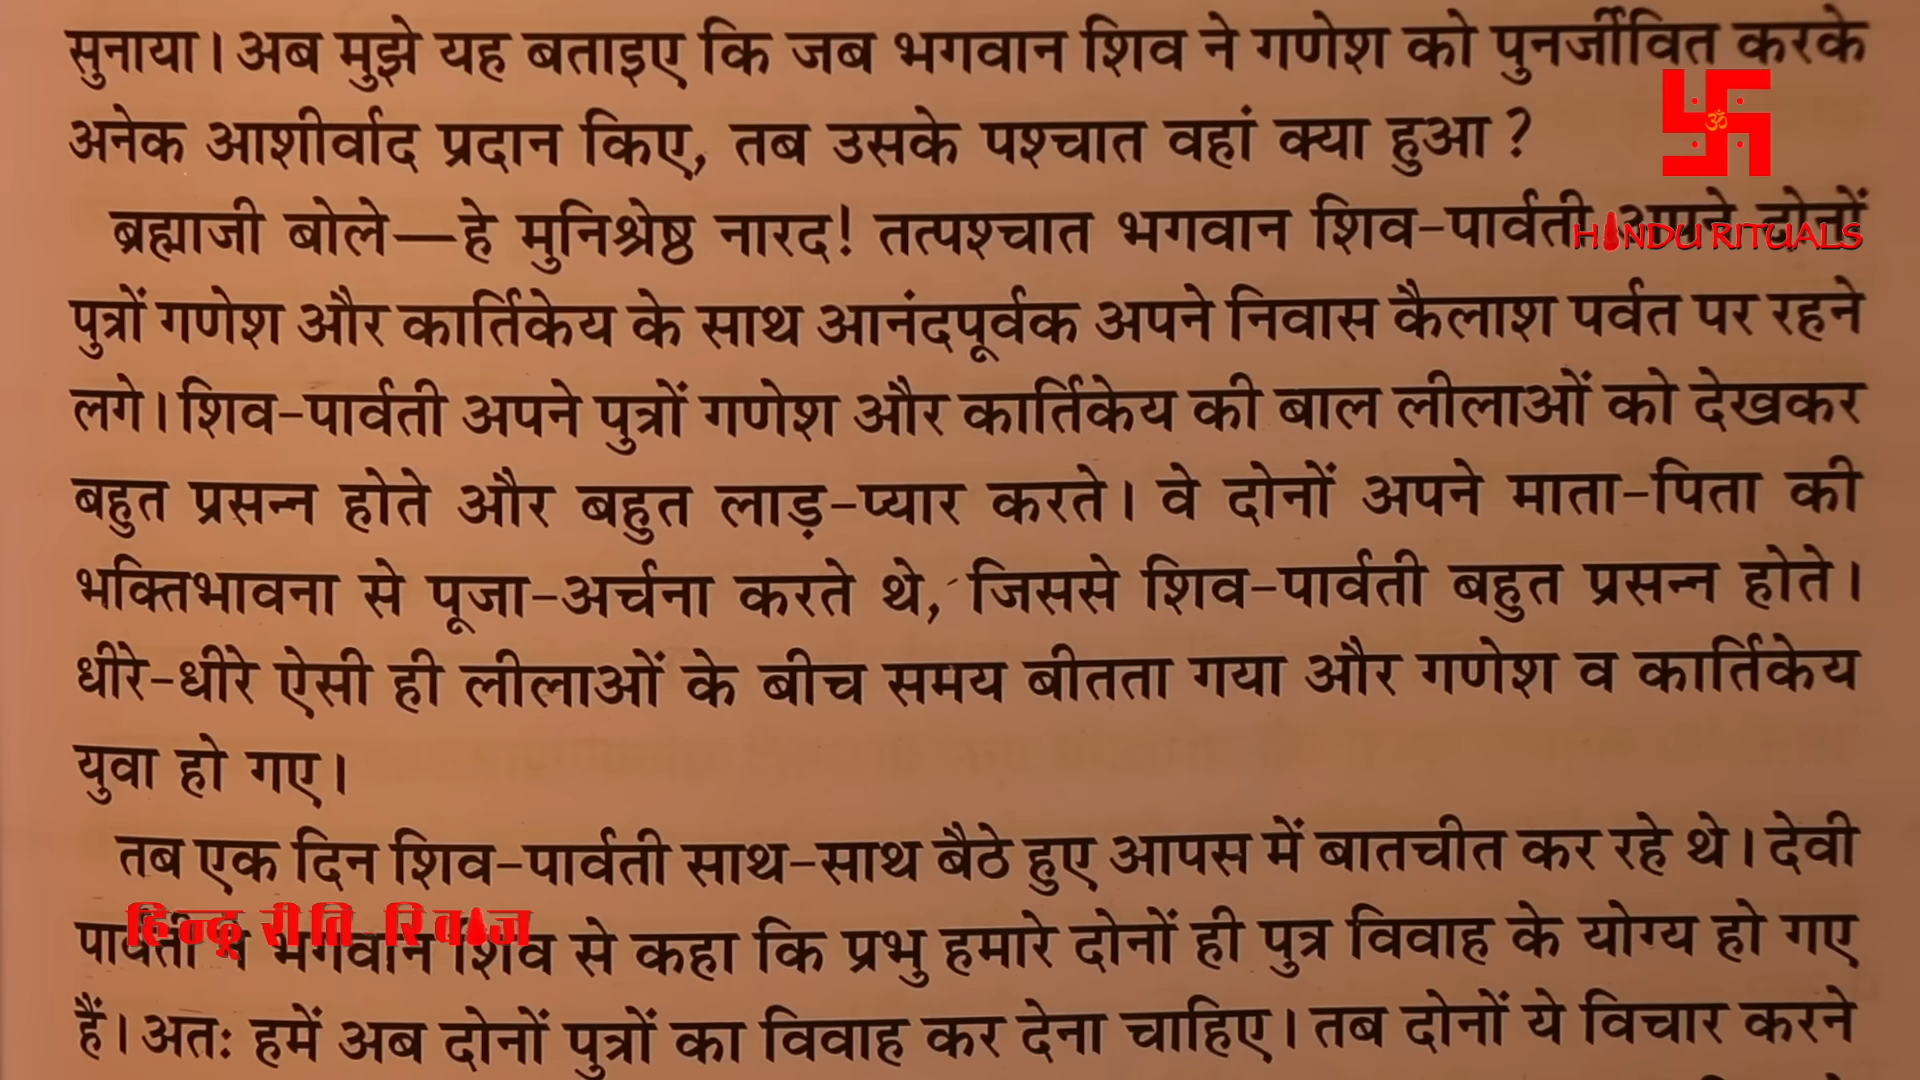 सुनाया। अब मुझे यह बताइए कि जब भगवान शिव ने गणेश को पुनर्जीवित करके
अनेक आशीर्वाद प्रदान किए, तब उसके पश्चात वहां क्या हुआ ?
ॐ
ब्रह्माजी बोले—हे मुनिश्रेष्ठ नारद! तत्पश्चात भगवान शिव-पार्वती अपने दोनों
HINDU RITUALS
पुत्रों गणेश और कार्तिकेय के साथ आनंदपूर्वक अपने निवास कैलाश पर्वत पर रहने
लगे। शिव-पार्वती अपने पुत्रों गणेश और कार्तिकेय की बाल लीलाओं को देखकर
बहुत प्रसन्न होते और बहुत लाड़-प्यार करते। वे दोनों अपने माता-पिता की
भक्तिभावना से पूजा-अर्चना करते थे, जिससे शिव-पार्वती बहुत प्रसन्न होते।
धीरे-धीरे ऐसी ही लीलाओं के बीच समय बीतता गया और गणेश व कार्तिकेय
युवा हो गए।
तब एक दिन शिव-पार्वती साथ-साथ बैठे हुए आपस में बातचीत कर रहे थे। देवी
हिन्दू रीति रिवाज
पार्वती ने भगवान शिव से कहा कि प्रभु हमारे दोनों ही पुत्र विवाह के योग्य हो गए
हैं। अतः हमें अब दोनों पुत्रों का विवाह कर देना चाहिए। तब दोनों ये विचार करने